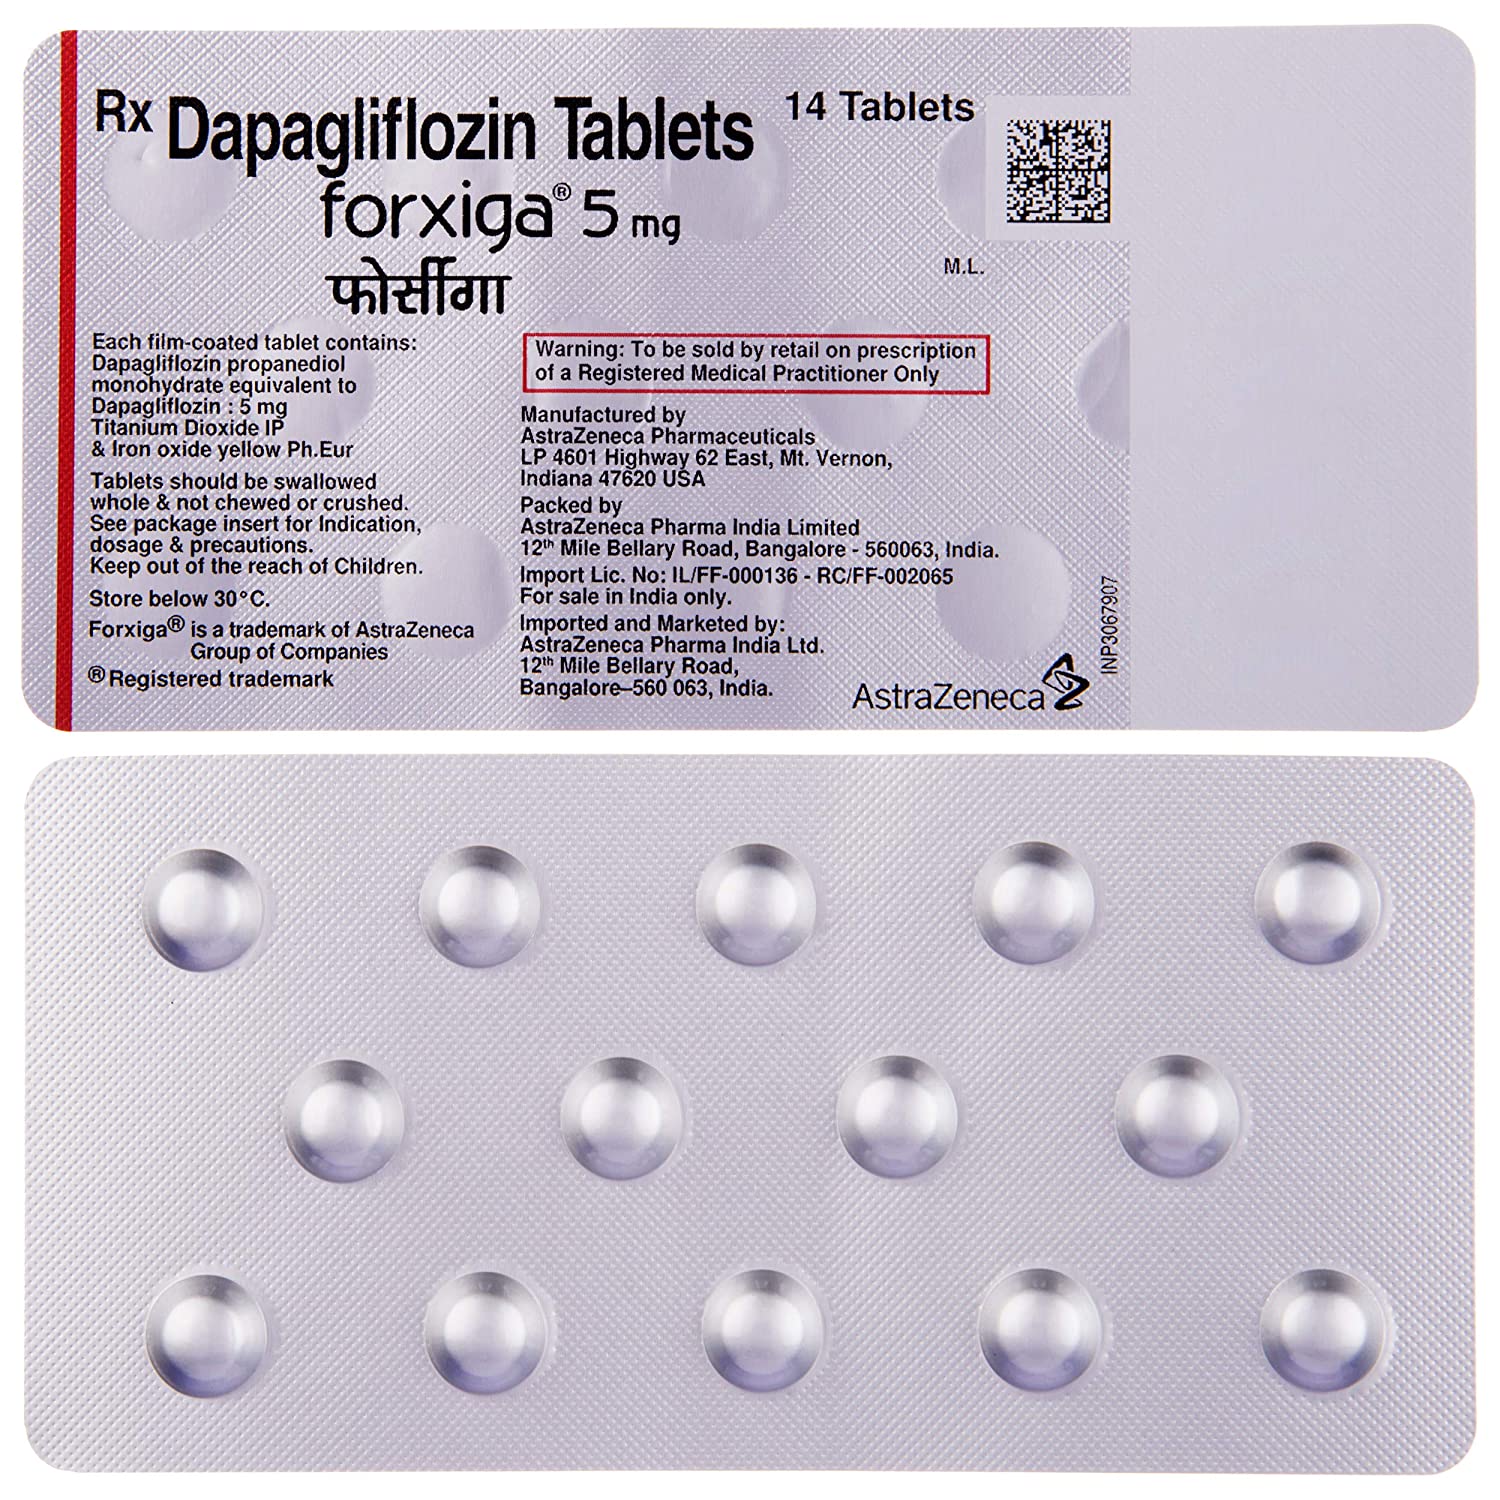 Rx Dapagliflozin Tablets 14 Tablets
forxiga® 5 mg
फोर्सीगा
M.L.
Each film-coated tablet contains:
Dapagliflozin propanediol
monohydrate equivalent to
Dapagliflozin : 5 mg
Titanium Dioxide IP
& Iron oxide yellow Ph.Eur
Tablets should be swallowed
whole & not chewed or crushed.
See package insert for Indication,
dosage & precautions.
Keep out of the reach of Children.
Store below 30°C.
Forxiga® is a trademark of AstraZeneca
Group of Companies
® Registered trademark
Warning: To be sold by retail on prescription
of a Registered Medical Practitioner Only
Manufactured by
AstraZeneca Pharmaceuticals
LP 4601 Highway 62 East, Mt. Vernon,
Indiana 47620 USA
Packed by
AstraZeneca Pharma India Limited
12th Mile Bellary Road, Bangalore - 560063, India.
Import Lic. No: IL/FF-000136 - RC/FF-002065
For sale in India only.
Imported and Marketed by:
AstraZeneca Pharma India Ltd.
12th Mile Bellary Road,
Bangalore–560 063, India.
AstraZeneca
INP3067907